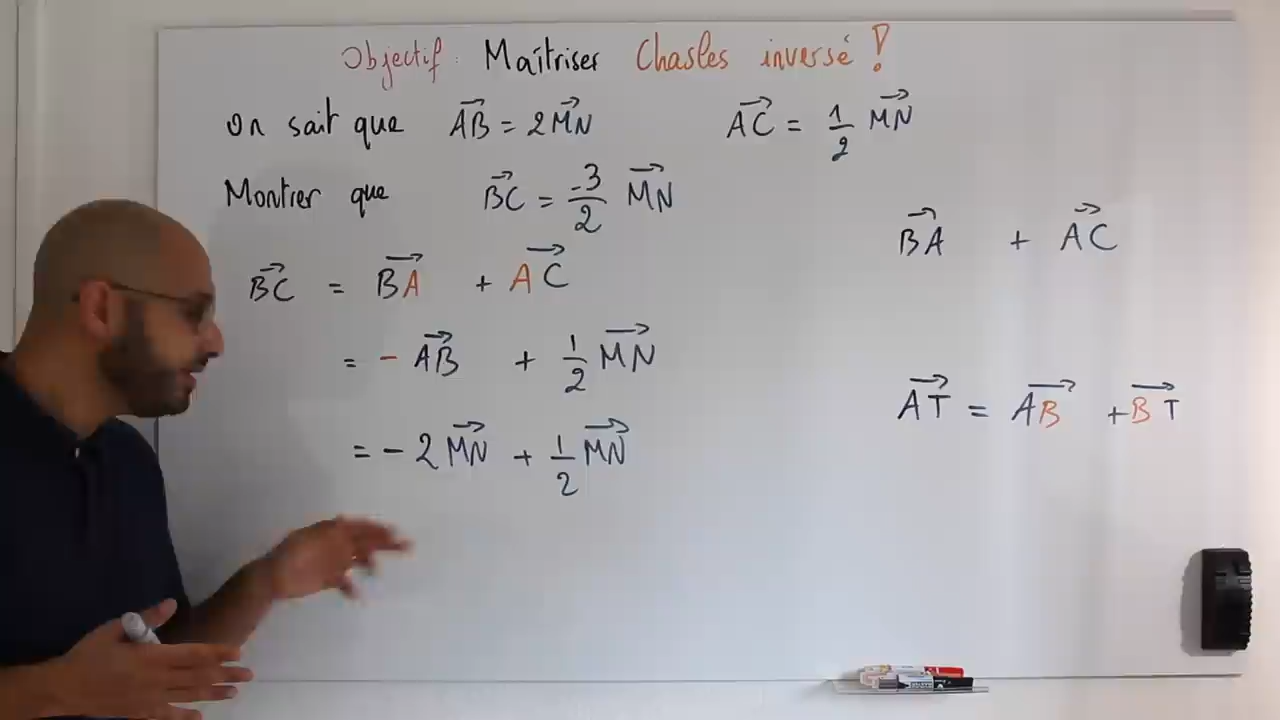 Objectif : Maîtriser Chasles inversé !
On sait que AB⃗ = 2MN⃗ AC⃗ = 1/2 MN⃗
Montrer que BC⃗ = -3/2 MN⃗
BA⃗ + AC⃗
BC⃗ = BA⃗ + AC⃗
= - AB⃗ + 1/2 MN⃗
AT⃗ = AB⃗ + BT⃗
= - 2 MN⃗ + 1/2 MN⃗